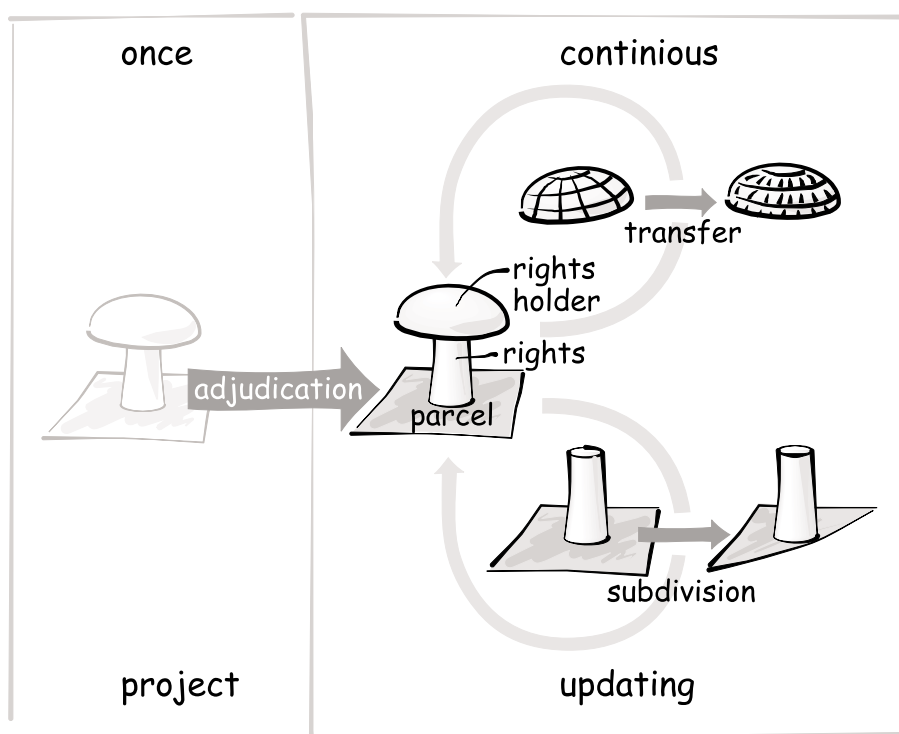 once
continious
transfer
rights
holder
rights
adjudication
parcel
subdivision
project
updating